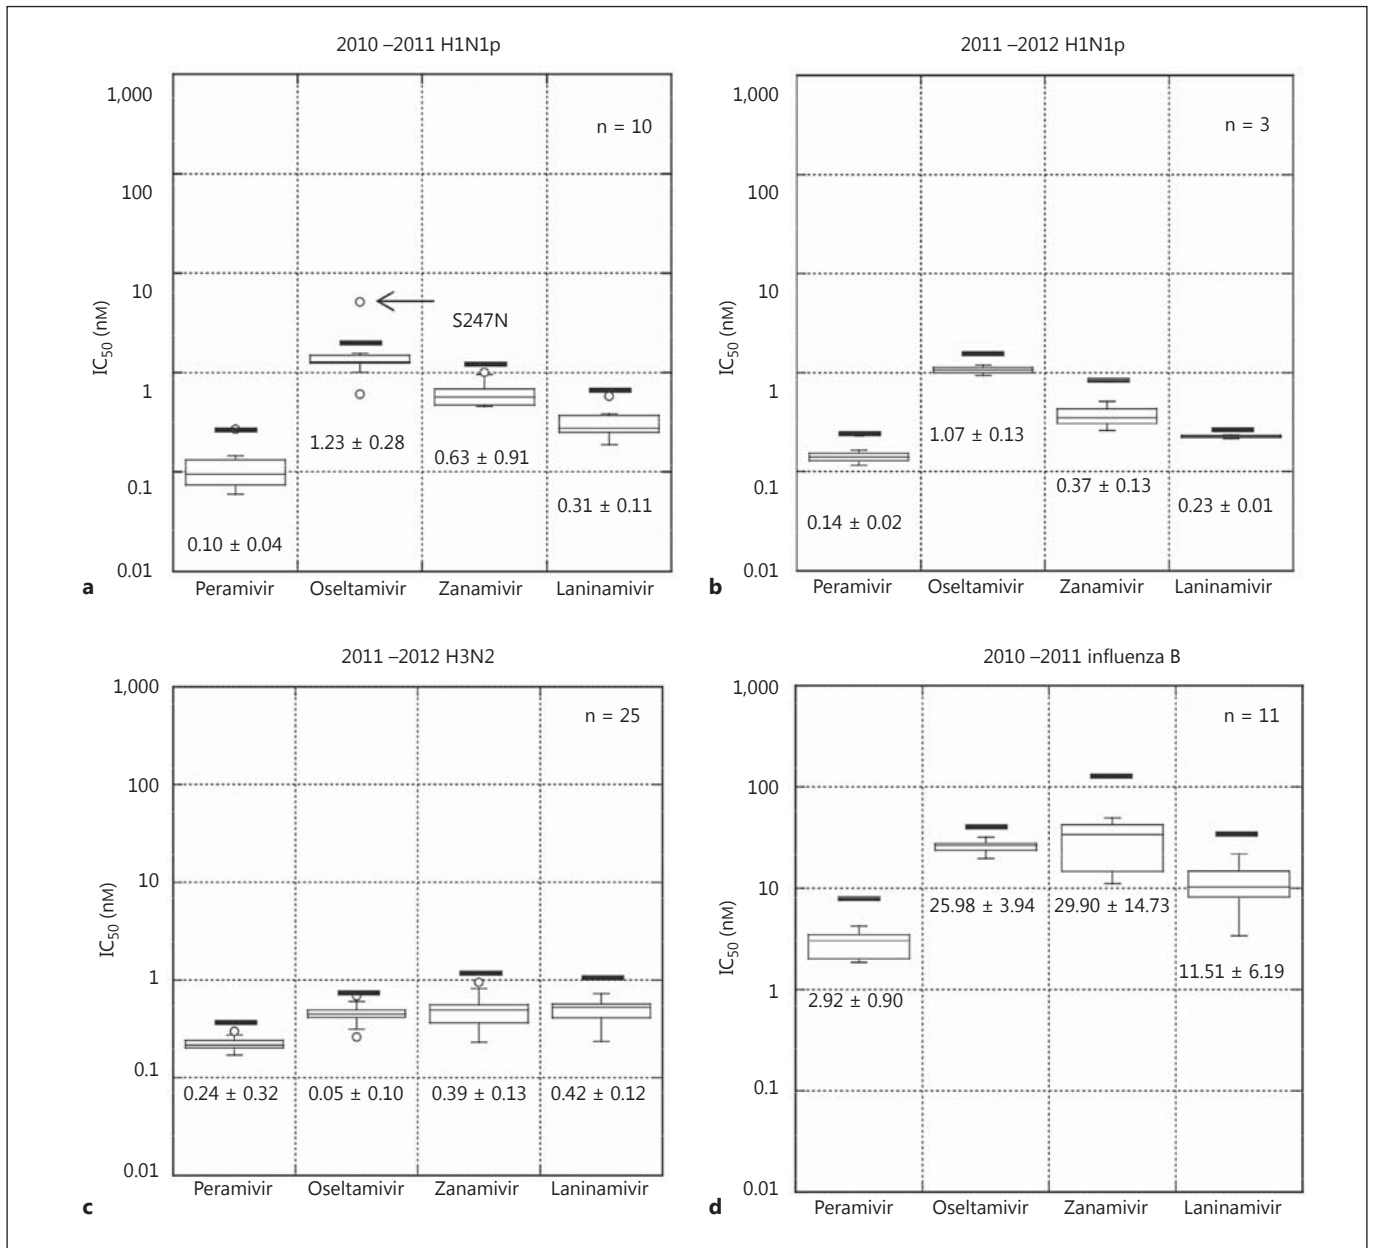 2010 –2011 H1N1p
1,000
100
10
1
0.1
0.01
IC50 (nM)
n = 10
S247N
1.23 ± 0.28
0.63 ± 0.91
0.31 ± 0.11
0.10 ± 0.04
a
Peramivir Oseltamivir Zanamivir Laninamivir
2011 –2012 H1N1p
1,000
100
10
1
0.1
0.01
IC50 (nM)
n = 3
1.07 ± 0.13
0.37 ± 0.13
0.23 ± 0.01
0.14 ± 0.02
b
Peramivir Oseltamivir Zanamivir Laninamivir
2011 –2012 H3N2
1,000
100
10
1
0.1
0.01
IC50 (nM)
n = 25
0.24 ± 0.32 0.05 ± 0.10 0.39 ± 0.13 0.42 ± 0.12
c
Peramivir Oseltamivir Zanamivir Laninamivir
2010 –2011 influenza B
1,000
100
10
1
0.1
0.01
IC50 (nM)
n = 11
25.98 ± 3.94 29.90 ± 14.73
11.51 ± 6.19
2.92 ± 0.90
d
Peramivir Oseltamivir Zanamivir Laninamivir